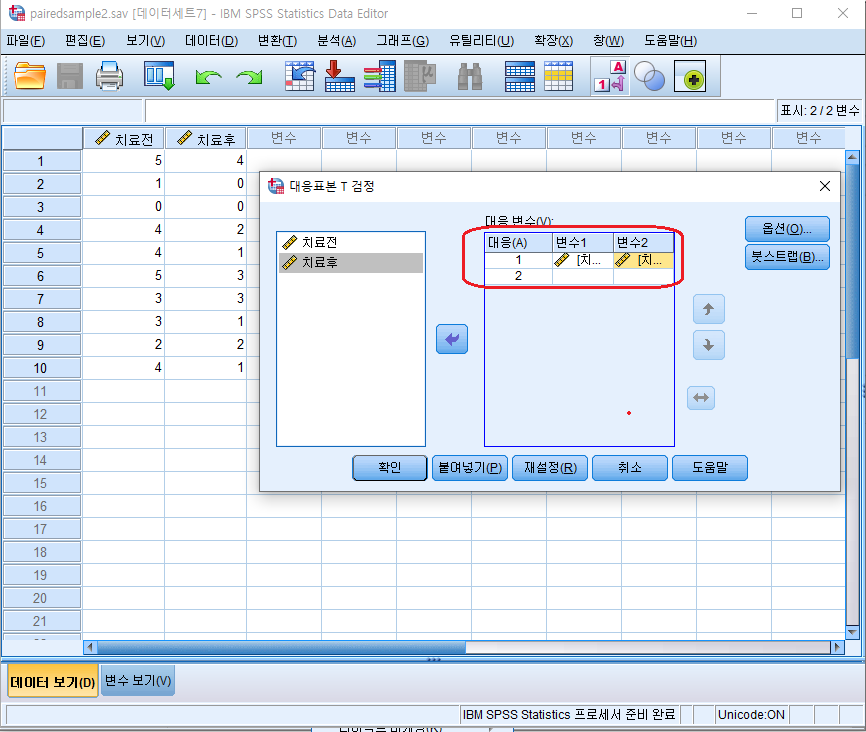 pairedsample2.sav [데이터세트7] - IBM SPSS Statistics Data Editor
파일(F) 편집(E) 보기(V) 데이터(D) 변환(T) 분석(A) 그래프(G) 유틸리티(U) 확장(X) 창(W) 도움말(H)
표시: 2 / 2 변수
치료전 치료후 변수 변수 변수 변수 변수 변수 변수 변수
1 5 4
2 1 0
3 0 0
4 4 2
5 4 1
6 5 3
7 3 3
8 3 1
9 2 2
10 4 1
11
12
13
14
15
16
17
18
19
20
21
대응표본 T 검정
치료전
치료후
대응 변수(V):
대응(A) 변수1 변수2
1 [치... [치...
2
옵션(O)...
붓스트랩(B)...
확인 붙여넣기(P) 재설정(R) 취소 도움말
데이터 보기(D) 변수 보기(V)
IBM SPSS Statistics 프로세서 준비 완료 Unicode:ON